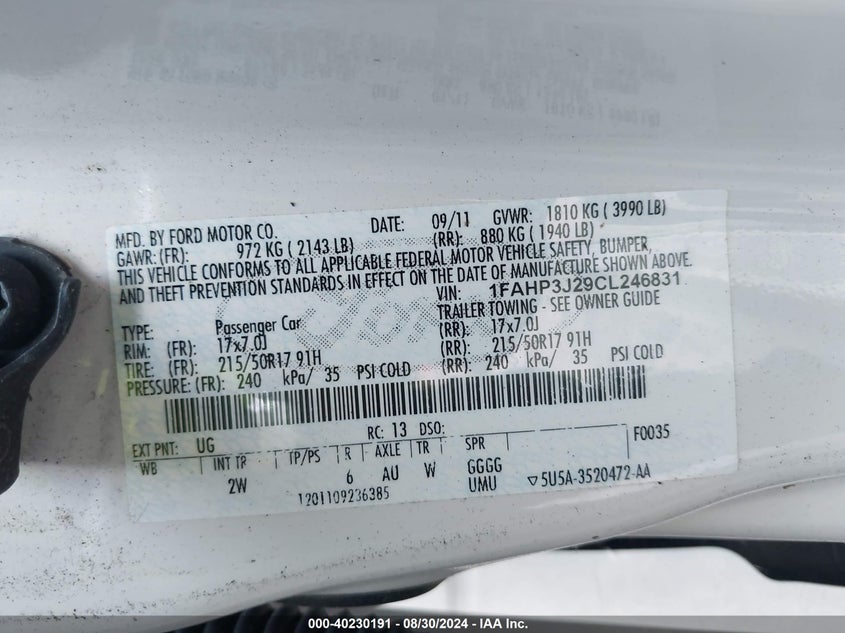 MFD. BY FORD MOTOR CO. DATE: 09/11 GVWR: 1810 KG ( 3990 LB)
GAWR: (FR): 972 KG ( 2143 LB) (RR): 880 KG ( 1940 LB)
THIS VEHICLE CONFORMS TO ALL APPLICABLE FEDERAL MOTOR VEHICLE SAFETY, BUMPER,
AND THEFT PREVENTION STANDARDS IN EFFECT ON THE DATE OF MANUFACTURE SHOWN ABOVE.
VIN: 1FAHP3J29CL246831
TYPE: Passenger Car TRAILER TOWING - SEE OWNER GUIDE
RIM: (FR): 17x7.0J (RR): 17x7.0J
TIRE: (FR): 215/50R17 91H (RR): 215/50R17 91H
PRESSURE: (FR): 240 kPa/ 35 PSI COLD (RR): 240 kPa/ 35 PSI COLD
EXT PNT: UG RC: 13 DSO: F0035
WB INT TR TP/PS R AXLE TR SPR
2W 6 AU W GGGG
UMU
1201109236385 5U5A-3520472-AA
000-40230191 - 08/30/2024 - IAA Inc.